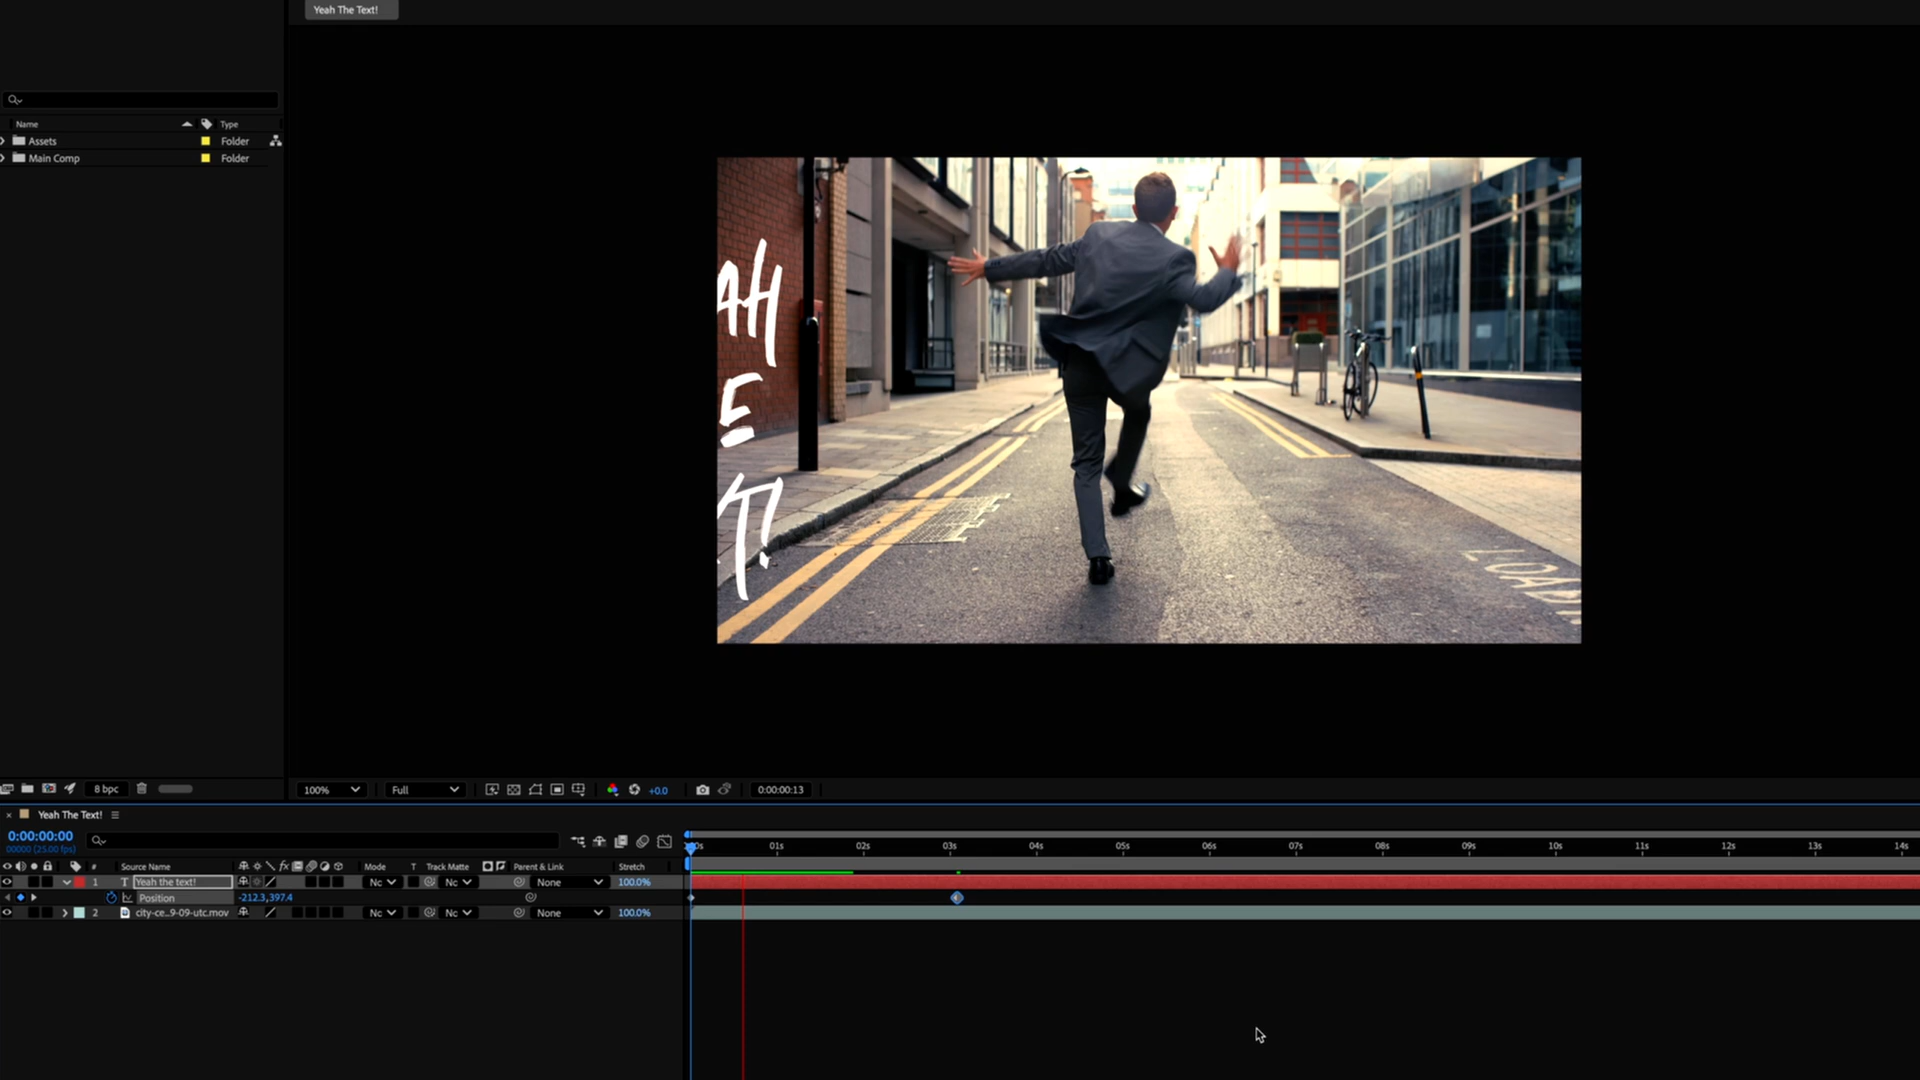 Yeah The Text!
Name Type
Assets Folder
Main Comp Folder
AH
E
T!
LOAD
8 bpc
100% Full +0.0 0:00:00:13
Yeah The Text!
0:00:00:00
00000 (25.00 fps)
01s 02s 03s 04s 05s 06s 07s 08s 09s 10s 11s 12s 13s 14s
# Source Name fx Mode T Track Matte Parent & Link Stretch
1 T Yeah the text! Nc Nc None 100.0%
Position -212.3,397.4
2 city-ce...9-09-utc.mov Nc Nc None 100.0%